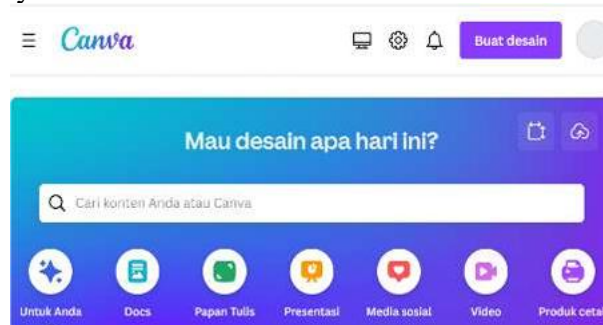 Canva
Buat desain
Mau desain apa hari ini?
Cari konten Anda atau Canva
Untuk Anda
Docs
Papan Tulis
Presentasi
Media sosial
Video
Produk ceta